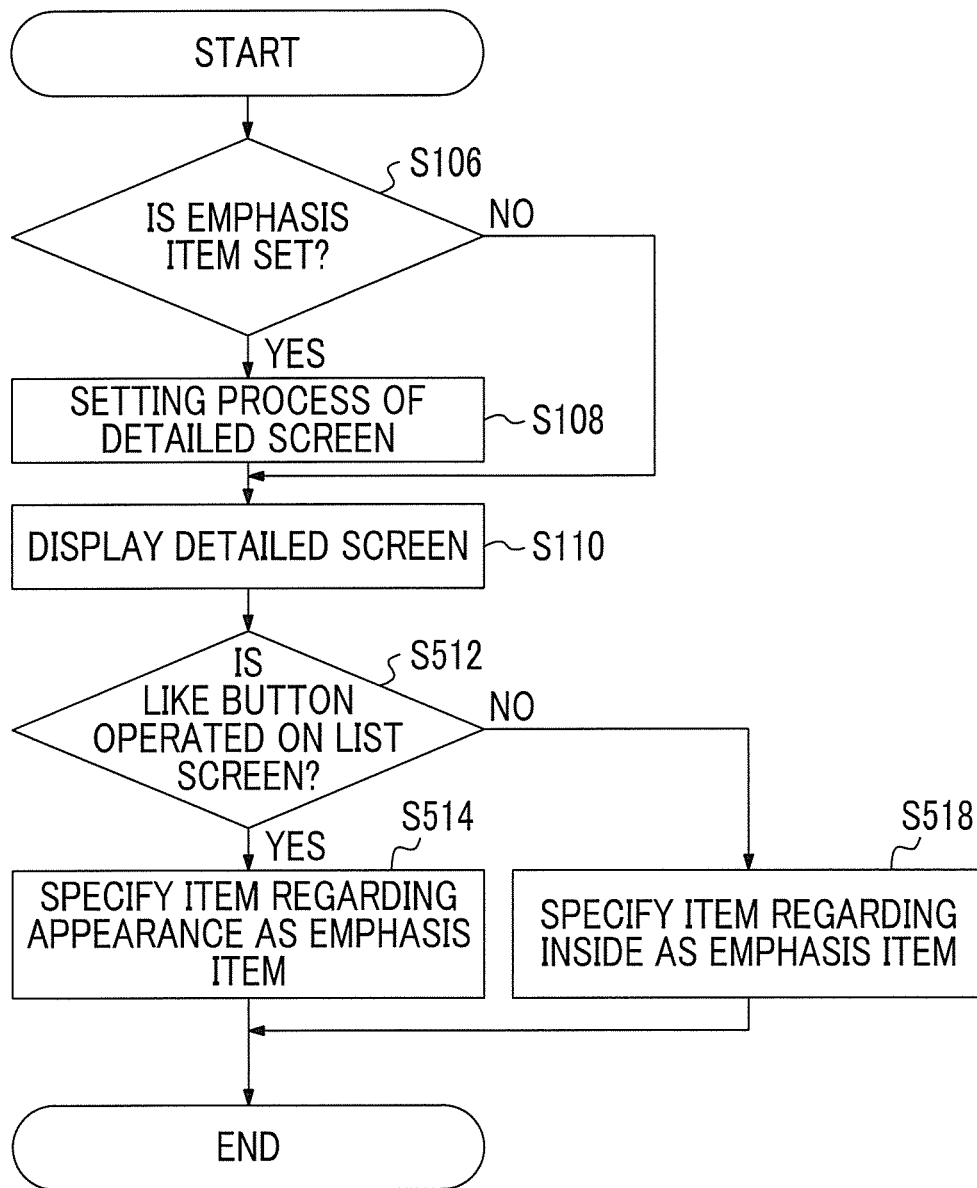 START
S106
IS EMPHASIS
ITEM SET?
NO
YES
SETTING PROCESS OF
DETAILED SCREEN
S108
DISPLAY DETAILED SCREEN
S110
S512
IS
LIKE BUTTON
OPERATED ON LIST
SCREEN?
NO
YES
S514
SPECIFY ITEM REGARDING
APPEARANCE AS EMPHASIS
ITEM
S518
SPECIFY ITEM REGARDING
INSIDE AS EMPHASIS ITEM
END